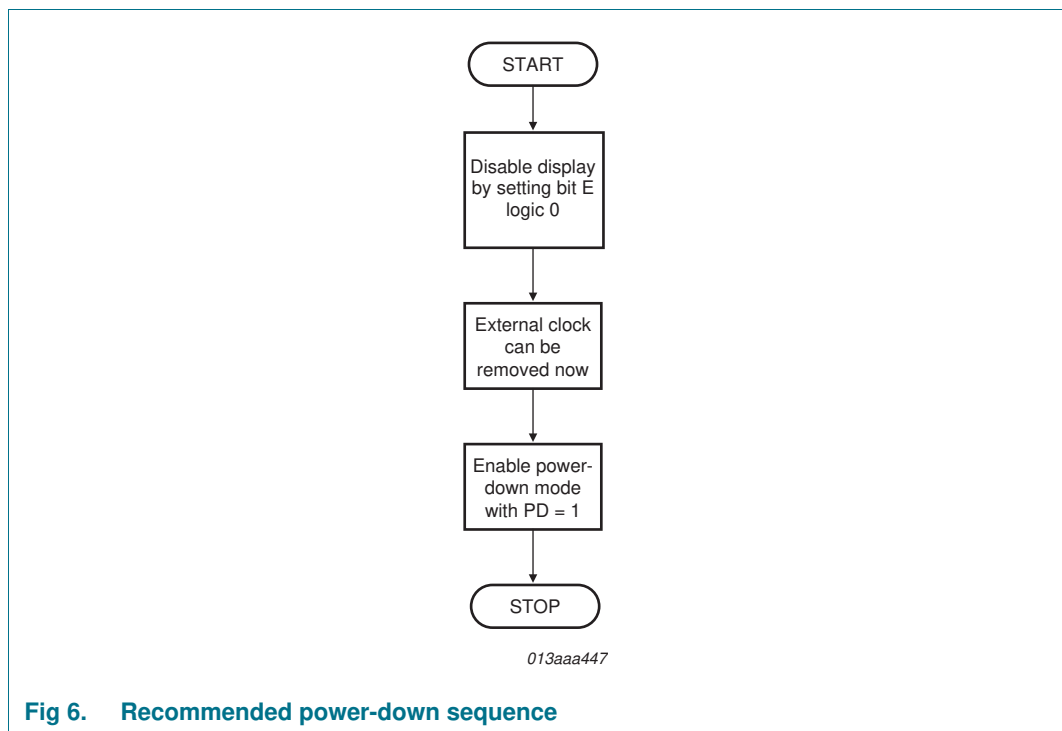 START
Disable display
by setting bit E
logic 0
External clock
can be
removed now
Enable power-
down mode
with PD = 1
STOP
013aaa447
Fig 6. Recommended power-down sequence